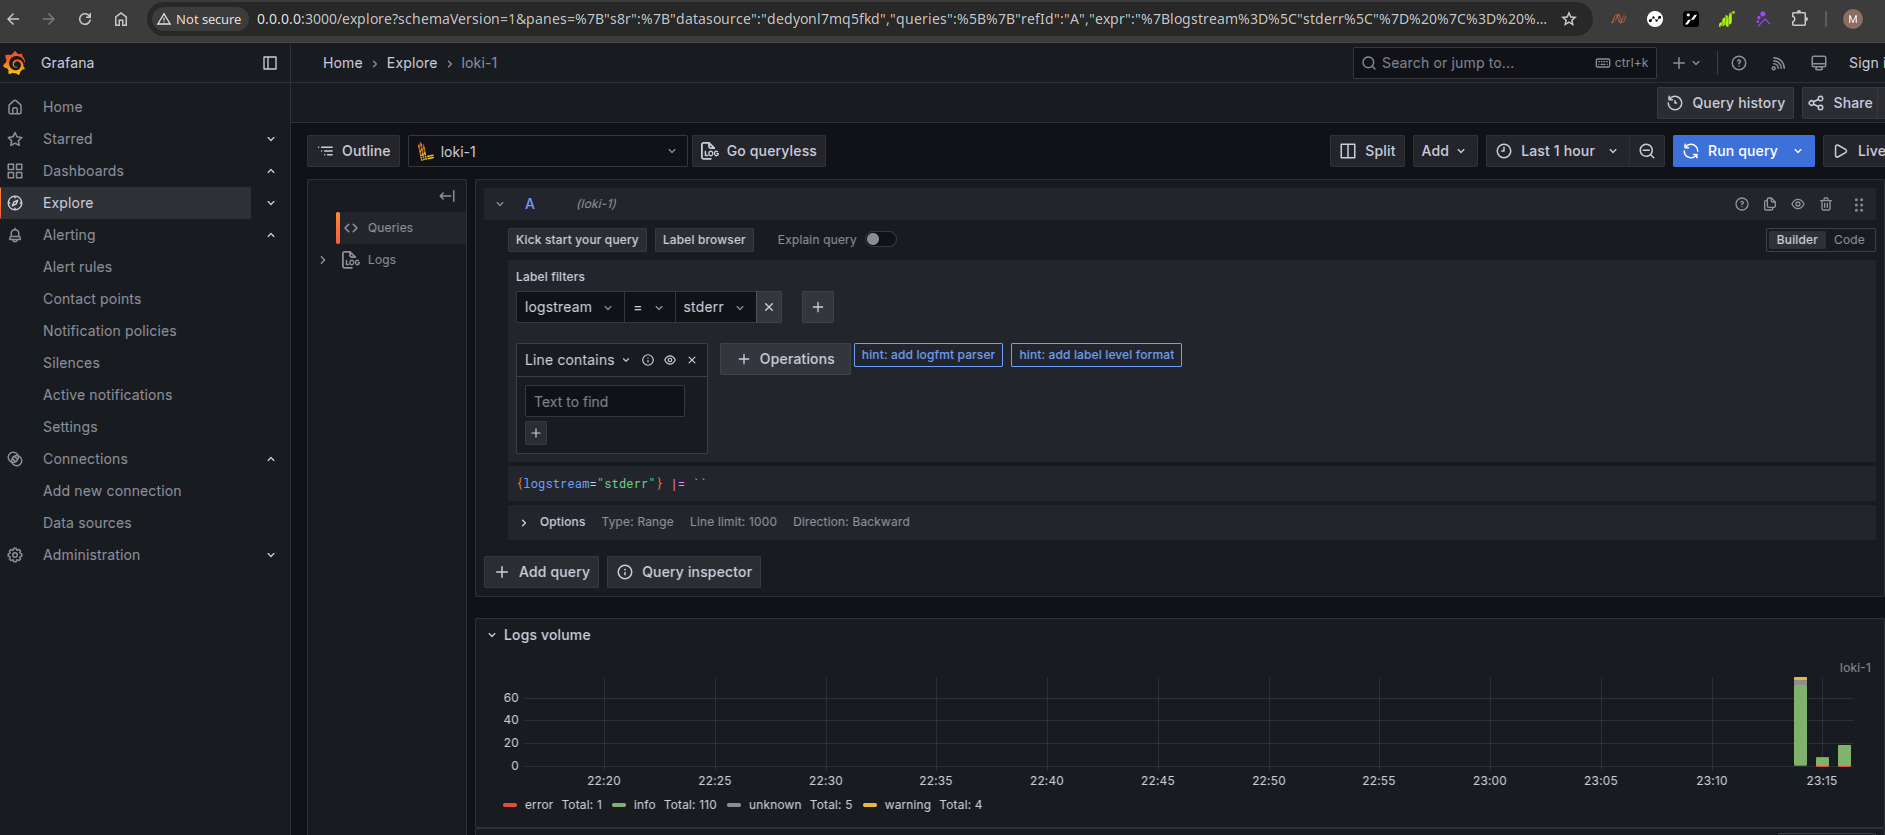 Not secure 0.0.0.0:3000/explore?schemaVersion=1&panes=%7B"s8r":%7B"datasource":"dedyonl7mq5fkd","queries":%5B%7B"refId":"A","expr":"%7Blogstream%3D%5C"stderr%5C"%7D%20%7C%3D%20%... M
Grafana
Home › Explore › loki-1
Search or jump to... ctrl+k
Sign i
Query history Share
Home
Starred
Dashboards
Explore
Alerting
Alert rules
Contact points
Notification policies
Silences
Active notifications
Settings
Connections
Add new connection
Data sources
Administration
Outline loki-1 LOG Go queryless Split Add Last 1 hour Run query Live
Queries
LOG Logs
A (loki-1)
Kick start your query Label browser Explain query Builder Code
Label filters
logstream = stderr
Line contains
Text to find
+ Operations hint: add logfmt parser hint: add label level format
{logstream="stderr"} |= ``
Options Type: Range Line limit: 1000 Direction: Backward
+ Add query Query inspector
Logs volume
loki-1
60
40
20
0
22:20 22:25 22:30 22:35 22:40 22:45 22:50 22:55 23:00 23:05 23:10 23:15
error Total: 1 info Total: 110 unknown Total: 5 warning Total: 4